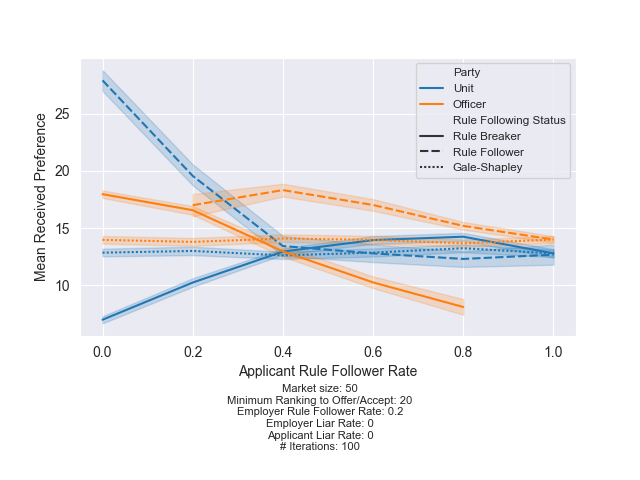 Party
Unit
Officer
Rule Following Status
Rule Breaker
Rule Follower
Gale-Shapley
Mean Received Preference
25
20
15
10
0.0 0.2 0.4 0.6 0.8 1.0
Applicant Rule Follower Rate
Market size: 50
Minimum Ranking to Offer/Accept: 20
Employer Rule Follower Rate: 0.2
Employer Liar Rate: 0
Applicant Liar Rate: 0
# Iterations: 100